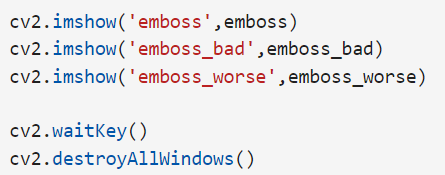 cv2.imshow('emboss',emboss)
cv2.imshow('emboss_bad',emboss_bad)
cv2.imshow('emboss_worse',emboss_worse)
cv2.waitKey()
cv2.destroyAllWindows()